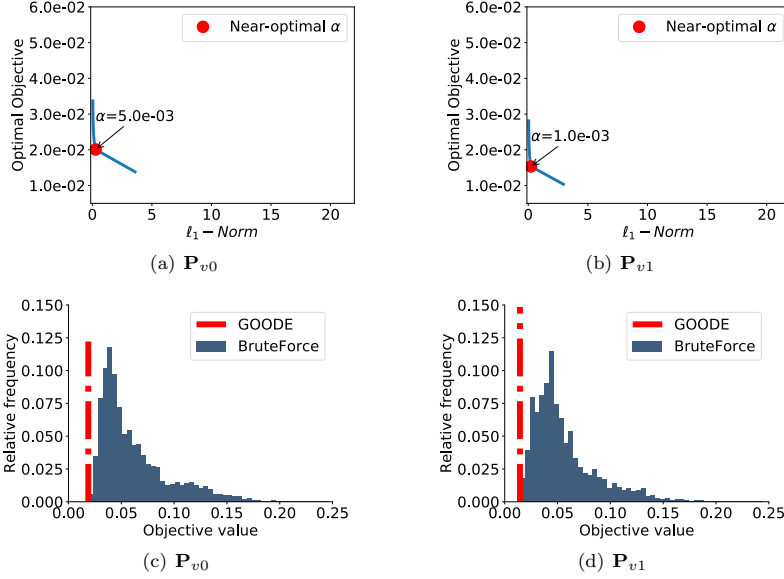 6.0e-02
5.0e-02
4.0e-02
3.0e-02
2.0e-02
1.0e-02
Optimal Objective
Near-optimal α
α=5.0e-03
0 5 10 15 20
ℓ1 − Norm
(a) Pv0
6.0e-02
5.0e-02
4.0e-02
3.0e-02
2.0e-02
1.0e-02
Optimal Objective
Near-optimal α
α=1.0e-03
0 5 10 15 20
ℓ1 − Norm
(b) Pv1
0.150
0.125
0.100
0.075
0.050
0.025
0.000
Relative frequency
GOODE
BruteForce
0.00 0.05 0.10 0.15 0.20 0.25
Objective value
(c) Pv0
0.150
0.125
0.100
0.075
0.050
0.025
0.000
Relative frequency
GOODE
BruteForce
0.00 0.05 0.10 0.15 0.20 0.25
Objective value
(d) Pv1